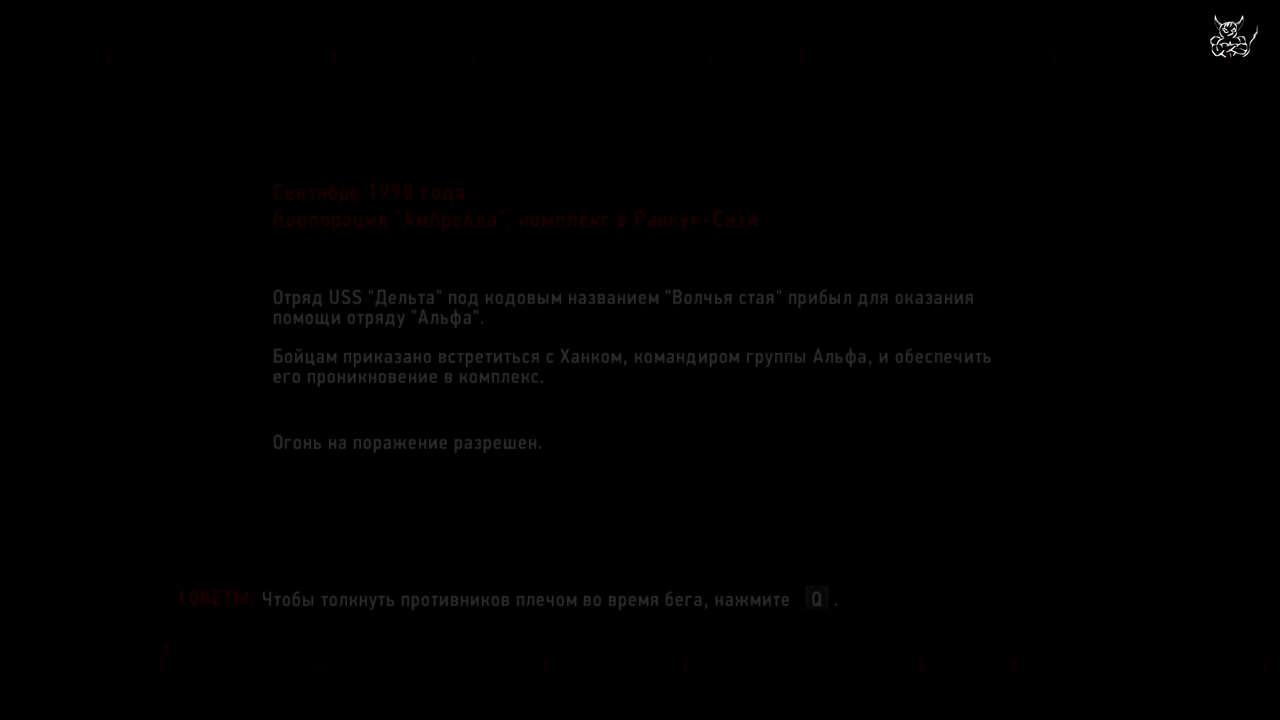 Сентябрь 1998 года...
Корпорация "Амбрелла", комплекс в Раккун-Сити
Отряд USS "Дельта" под кодовым названием "Волчья стая" прибыл для оказания
помощи отряду "Альфа".
Бойцам приказано встретиться с Ханком, командиром группы Альфа, и обеспечить
его проникновение в комплекс.
Огонь на поражение разрешен.
СОВЕТЫ: Чтобы толкнуть противников плечом во время бега, нажмите Q .